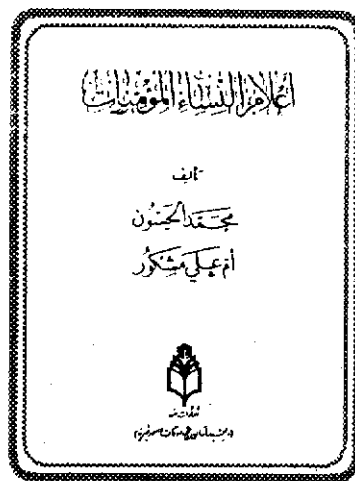 أعلام النساء المؤمنات
تأليف
محمد الحسون
أم علي مشكور